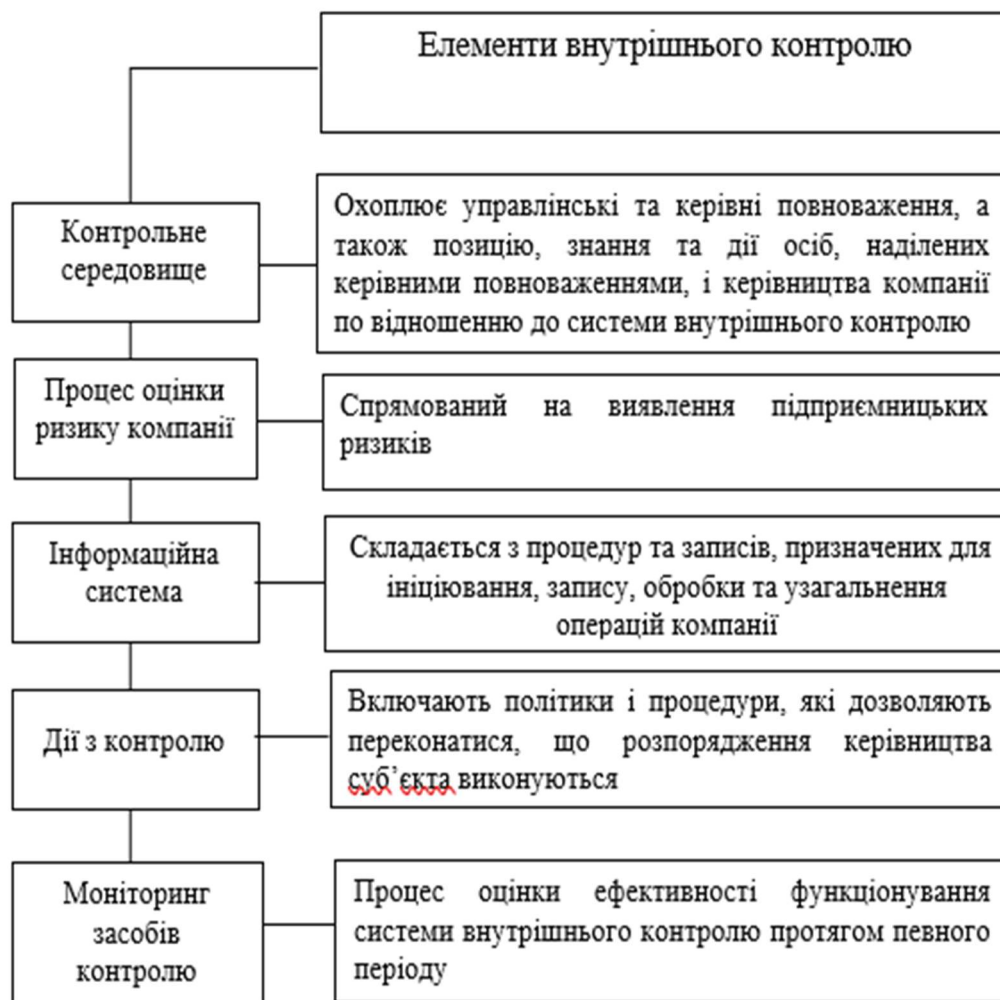 Елементи внутрішнього контролю
Контрольне
середовище
Охоплює управлінські та керівні повноваження, а
також позицію, знання та дії осіб, наділених
керівними повноваженнями, і керівництва компанії
по відношенню до системи внутрішнього контролю
Процес оцінки
ризику компанії
Спрямований на виявлення підприємницьких
ризиків
Інформаційна
система
Складається з процедур та записів, призначених для
ініціювання, запису, обробки та узагальнення
операцій компанії
Дії з контролю
Включають політики і процедури, які дозволяють
переконатися, що розпорядження керівництва
суб’єкта виконуються
Моніторинг
засобів
контролю
Процес оцінки ефективності функціонування
системи внутрішнього контролю протягом певного
періоду